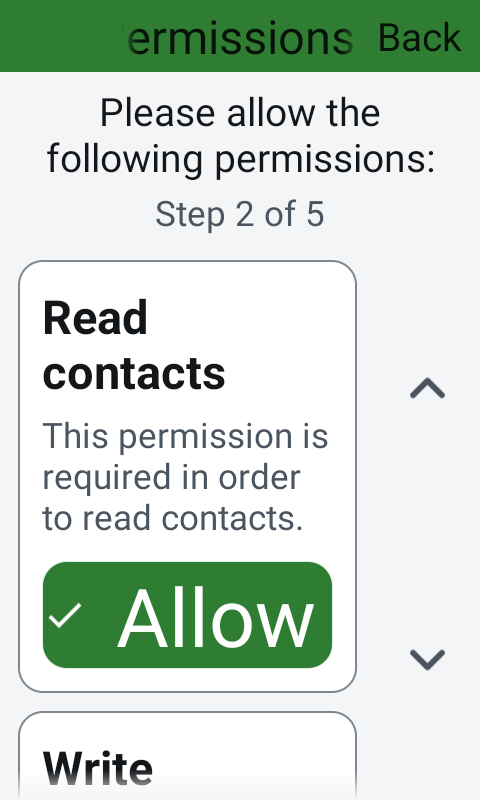 ermissions Back
Please allow the
following permissions:
Step 2 of 5
Read
contacts
This permission is
required in order
to read contacts.
Allow
Write